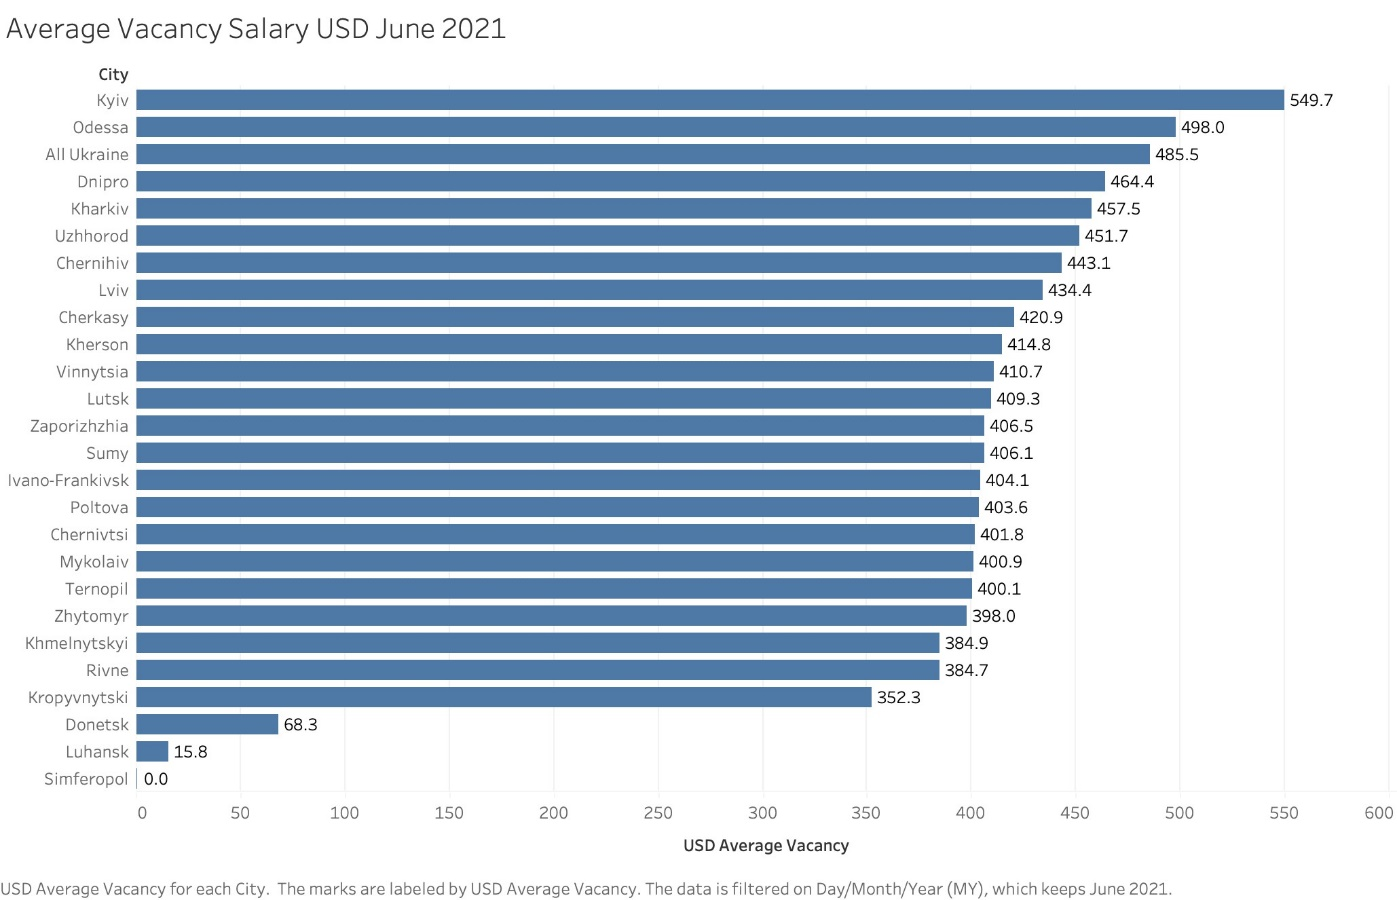 Average Vacancy Salary USD June 2021
City
Kyiv 549.7
Odessa 498.0
All Ukraine 485.5
Dnipro 464.4
Kharkiv 457.5
Uzhhorod 451.7
Chernihiv 443.1
Lviv 434.4
Cherkasy 420.9
Kherson 414.8
Vinnytsia 410.7
Lutsk 409.3
Zaporizhzhia 406.5
Sumy 406.1
Ivano-Frankivsk 404.1
Poltova 403.6
Chernivtsi 401.8
Mykolaiv 400.9
Ternopil 400.1
Zhytomyr 398.0
Khmelnytskyi 384.9
Rivne 384.7
Kropyvnytski 352.3
Donetsk 68.3
Luhansk 15.8
Simferopol 0.0
0 50 100 150 200 250 300 350 400 450 500 550 600
USD Average Vacancy
USD Average Vacancy for each City.  The marks are labeled by USD Average Vacancy. The data is filtered on Day/Month/Year (MY), which keeps June 2021.